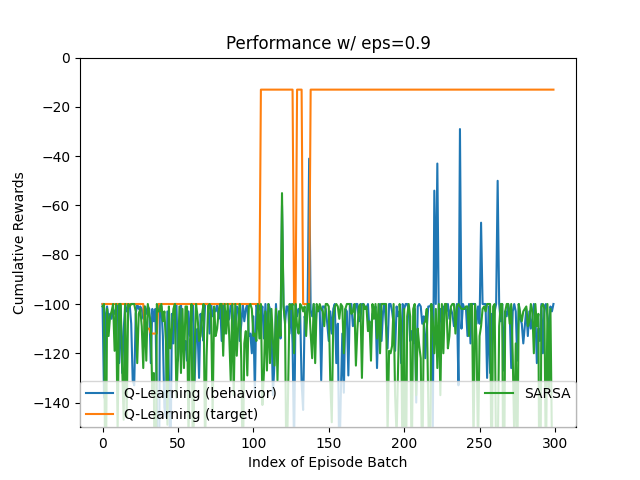 Performance w/ eps=0.9
0
−20
−40
−60
−80
−100
−120
−140
Cumulative Rewards
Q-Learning (behavior)
Q-Learning (target)
SARSA
0 50 100 150 200 250 300
Index of Episode Batch